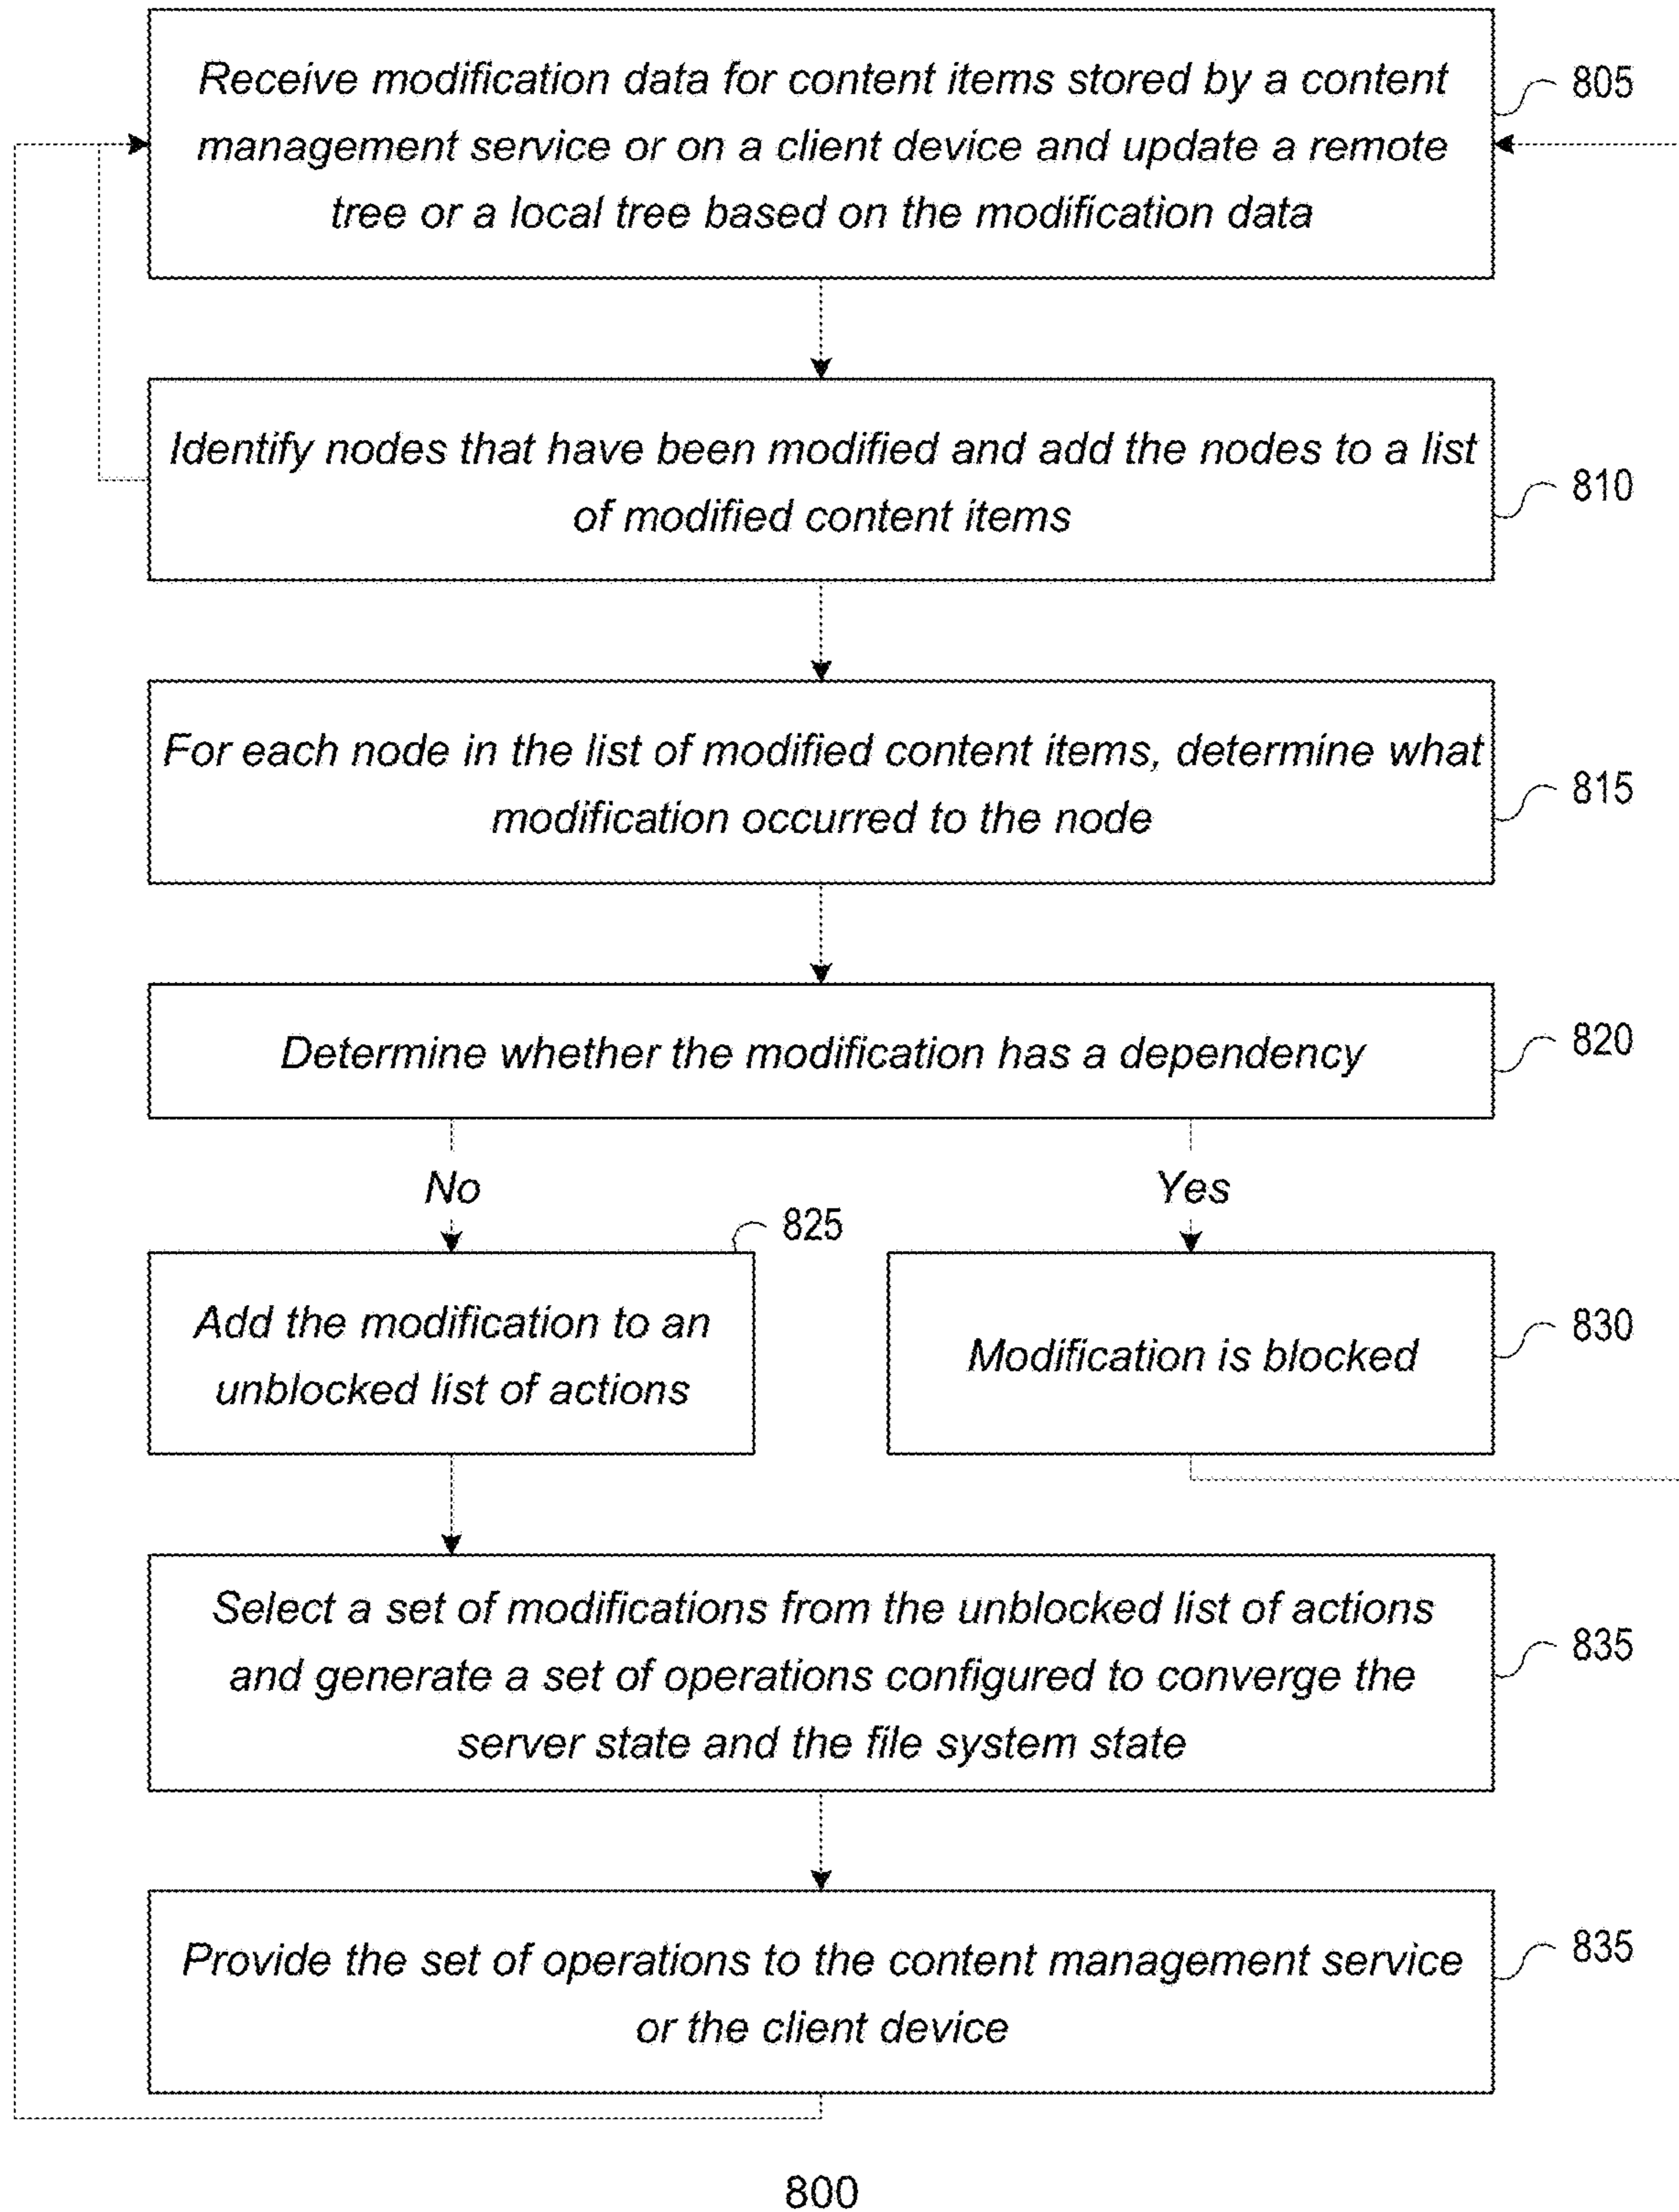 Receive modification data for content items stored by a content
management service or on a client device and update a remote
tree or a local tree based on the modification data
805
Identify nodes that have been modified and add the nodes to a list
of modified content items
810
For each node in the list of modified content items, determine what
modification occurred to the node
815
Determine whether the modification has a dependency
820
No
Yes
825
Add the modification to an
unblocked list of actions
Modification is blocked
830
Select a set of modifications from the unblocked list of actions
and generate a set of operations configured to converge the
server state and the file system state
835
Provide the set of operations to the content management service
or the client device
835
800